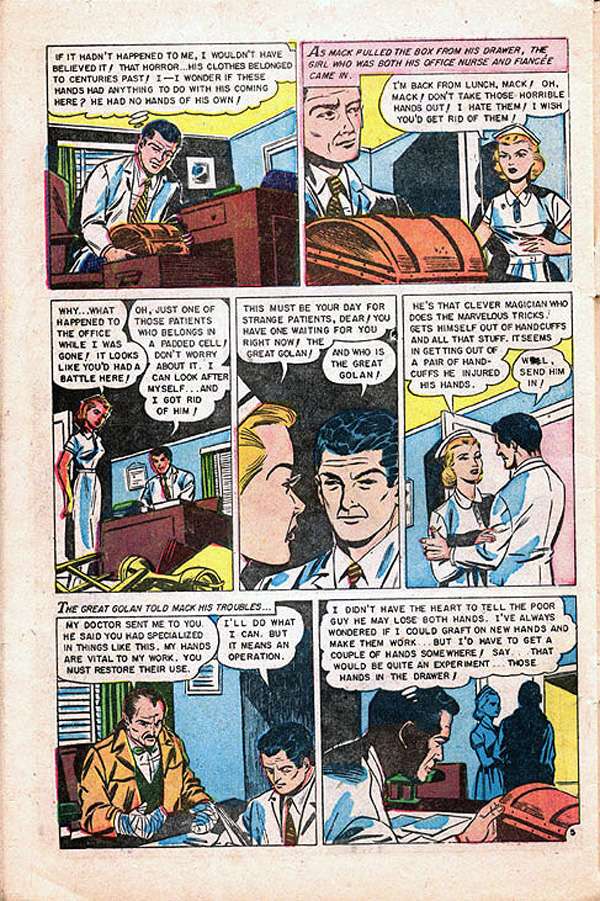 IF IT HADN'T HAPPENED TO ME, I WOULDN'T HAVE
BELIEVED IT! THAT HORROR...HIS CLOTHES BELONGED
TO CENTURIES PAST! I--I WONDER IF THESE
HANDS HAD ANYTHING TO DO WITH HIS COMING
HERE? HE HAD NO HANDS OF HIS OWN!
AS MACK PULLED THE BOX FROM HIS DRAWER, THE
GIRL WHO WAS BOTH HIS OFFICE NURSE AND FIANCÉE
CAME IN.
I'M BACK FROM LUNCH, MACK! OH,
MACK! DON'T TAKE THOSE HORRIBLE
HANDS OUT! I HATE THEM! I WISH
YOU'D GET RID OF THEM!
WHY...WHAT
HAPPENED TO
THE OFFICE
WHILE I WAS
GONE! IT LOOKS
LIKE YOU'D HAD A
BATTLE HERE!
OH, JUST ONE OF
THOSE PATIENTS
WHO BELONGS IN
A PADDED CELL!
DON'T WORRY
ABOUT IT. I
CAN LOOK AFTER
MYSELF...AND
I GOT RID
OF HIM!
THIS MUST BE YOUR DAY FOR
STRANGE PATIENTS, DEAR! YOU
HAVE ONE WAITING FOR YOU
RIGHT NOW! THE
GREAT GOLAN!
AND WHO IS
THE GREAT
GOLAN!
HE'S THAT CLEVER MAGICIAN WHO
DOES THE MARVELOUS TRICKS!
GETS HIMSELF OUT OF HANDCUFFS
AND ALL THAT STUFF. IT SEEMS
IN GETTING OUT OF
A PAIR OF HAND-
CUFFS HE INJURED
HIS HANDS.
WELL,
SEND HIM
IN!
THE GREAT GOLAN TOLD MACK HIS TROUBLES...
MY DOCTOR SENT ME TO YOU.
HE SAID YOU HAD SPECIALIZED
IN THINGS LIKE THIS. MY HANDS
ARE VITAL TO MY WORK. YOU
MUST RESTORE THEIR USE.
I'LL DO WHAT
I CAN. BUT
IT MEANS AN
OPERATION.
I DIDN'T HAVE THE HEART TO TELL THE POOR
GUY HE MAY LOSE BOTH HANDS. I'VE ALWAYS
WONDERED IF I COULD GRAFT ON NEW HANDS AND
MAKE THEM WORK...BUT I'D HAVE TO GET A
COUPLE OF HANDS SOMEWHERE! SAY...THAT
WOULD BE QUITE AN EXPERIMENT...THOSE
HANDS IN THE DRAWER!
5